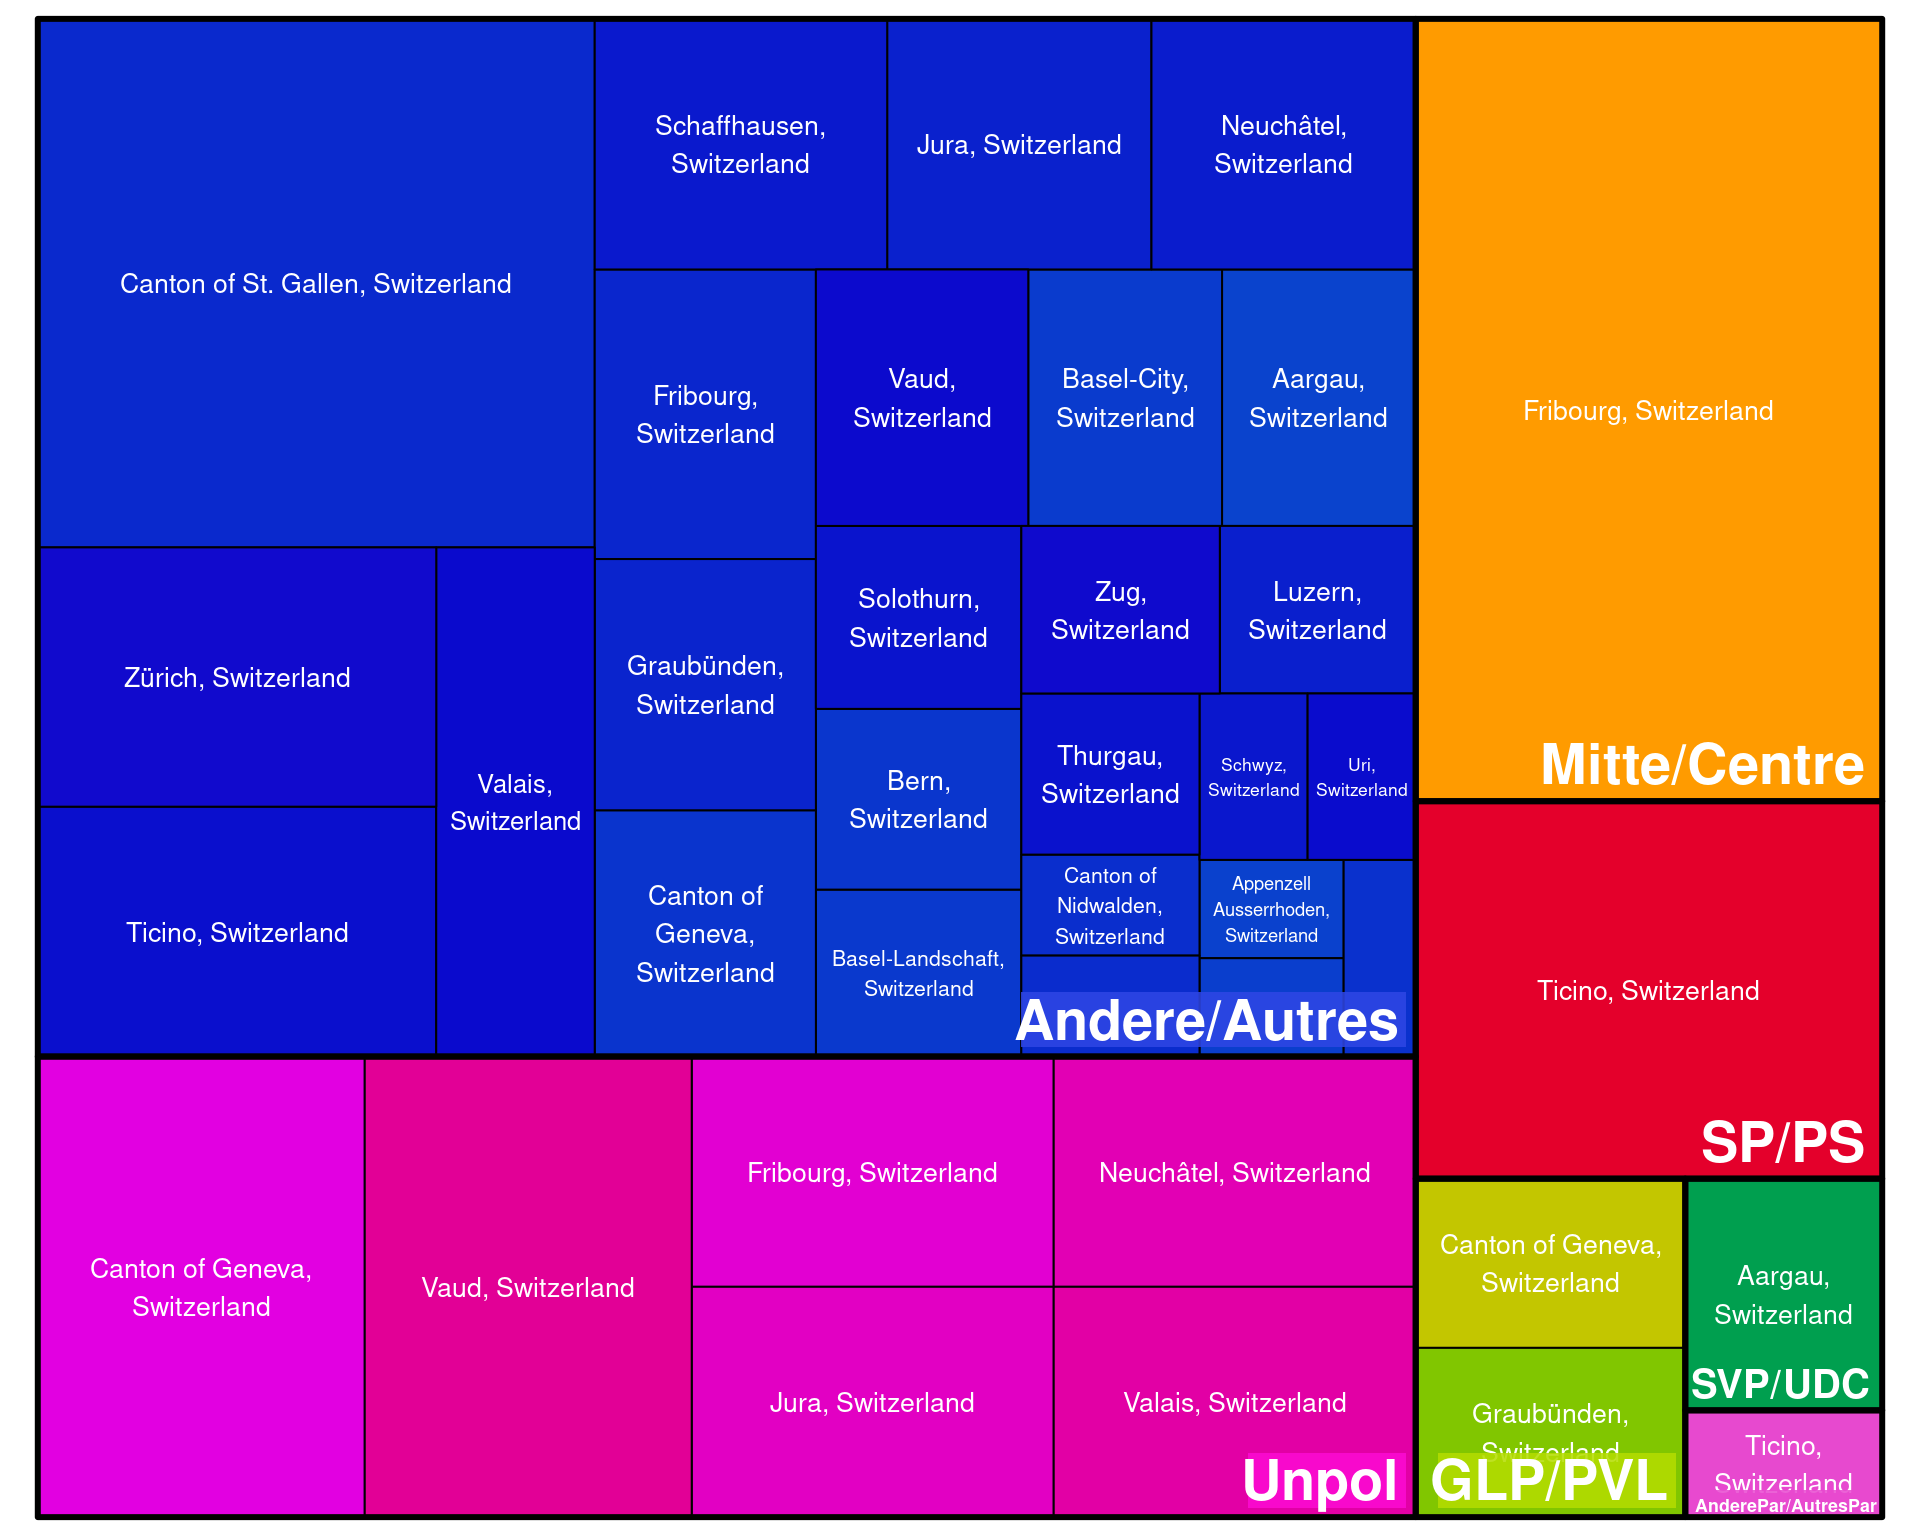 Canton of St. Gallen, Switzerland
Schaffhausen,
Switzerland
Jura, Switzerland
Neuchâtel,
Switzerland
Fribourg,
Switzerland
Vaud,
Switzerland
Basel-City,
Switzerland
Aargau,
Switzerland
Zürich, Switzerland
Ticino, Switzerland
Valais,
Switzerland
Graubünden,
Switzerland
Canton of
Geneva,
Switzerland
Solothurn,
Switzerland
Zug,
Switzerland
Luzern,
Switzerland
Bern,
Switzerland
Basel-Landschaft,
Switzerland
Thurgau,
Switzerland
Schwyz,
Switzerland
Uri,
Switzerland
Canton of
Nidwalden,
Switzerland
Appenzell
Ausserrhoden,
Switzerland
Andere/Autres
Fribourg, Switzerland
Mitte/Centre
Ticino, Switzerland
SP/PS
Canton of Geneva,
Switzerland
Vaud, Switzerland
Fribourg, Switzerland
Neuchâtel, Switzerland
Jura, Switzerland
Valais, Switzerland
Unpol
Canton of Geneva,
Switzerland
Graubünden,
Switzerland
GLP/PVL
Aargau,
Switzerland
SVP/UDC
Ticino,
Switzerland
AnderePar/AutresPar